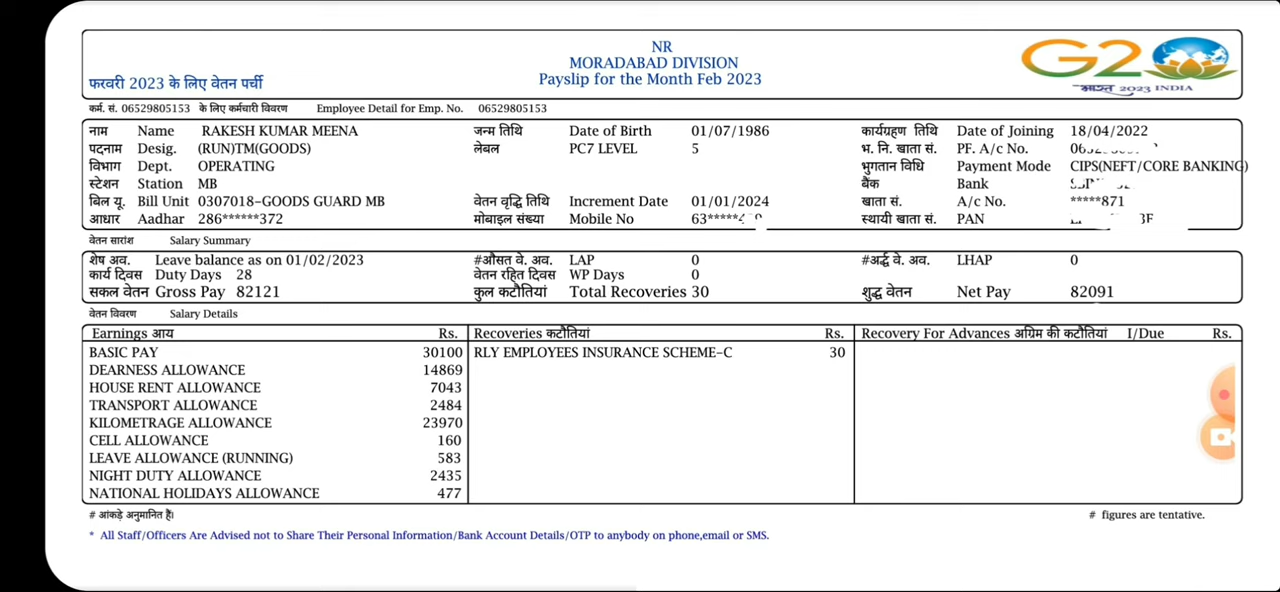 NR
MORADABAD DIVISION
फरवरी 2023 के लिए वेतन पर्ची Payslip for the Month Feb 2023
G20
भारत 2023 INDIA
कर्म. सं. 06529805153 के लिए कर्मचारी विवरण Employee Detail for Emp. No. 06529805153
नाम Name RAKESH KUMAR MEENA जन्म तिथि Date of Birth 01/07/1986 कार्यग्रहण तिथि Date of Joining 18/04/2022
पदनाम Desig. (RUN)TM(GOODS) लेबल PC7 LEVEL 5 भ. नि. खाता सं. PF. A/c No.
विभाग Dept. OPERATING भुगतान विधि Payment Mode CIPS(NEFT/CORE BANKING)
स्टेशन Station MB बैंक Bank
बिल यू. Bill Unit 0307018-GOODS GUARD MB वेतन वृद्धि तिथि Increment Date 01/01/2024 खाता सं. A/c No. *****871
आधार Aadhar 286******372 मोबाइल संख्या Mobile No स्थायी खाता सं. PAN
वेतन सारांश Salary Summary
शेष अव. Leave balance as on 01/02/2023 #औसत वे. अव. LAP 0 #अर्द्ध वे. अव. LHAP 0
कार्य दिवस Duty Days 28 वेतन रहित दिवस WP Days 0
सकल वेतन Gross Pay 82121 कुल कटौतियां Total Recoveries 30 शुद्ध वेतन Net Pay 82091
वेतन विवरण Salary Details
Earnings आय Rs. Recoveries कटौतियां Rs. Recovery For Advances अग्रिम की कटौतियां I/Due Rs.
BASIC PAY 30100 RLY EMPLOYEES INSURANCE SCHEME-C 30
DEARNESS ALLOWANCE 14869
HOUSE RENT ALLOWANCE 7043
TRANSPORT ALLOWANCE 2484
KILOMETRAGE ALLOWANCE 23970
CELL ALLOWANCE 160
LEAVE ALLOWANCE (RUNNING) 583
NIGHT DUTY ALLOWANCE 2435
NATIONAL HOLIDAYS ALLOWANCE 477
# आंकड़े अनुमानित हैं। # figures are tentative.
* All Staff/Officers Are Advised not to Share Their Personal Information/Bank Account Details/OTP to anybody on phone,email or SMS.